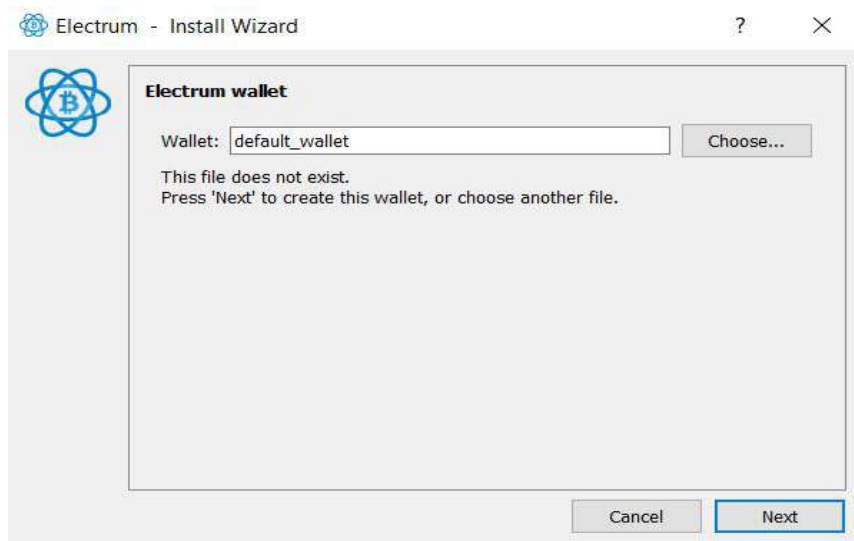 Electrum - Install Wizard
?
Electrum wallet
Wallet: default_wallet Choose...
This file does not exist.
Press 'Next' to create this wallet, or choose another file.
Cancel Next